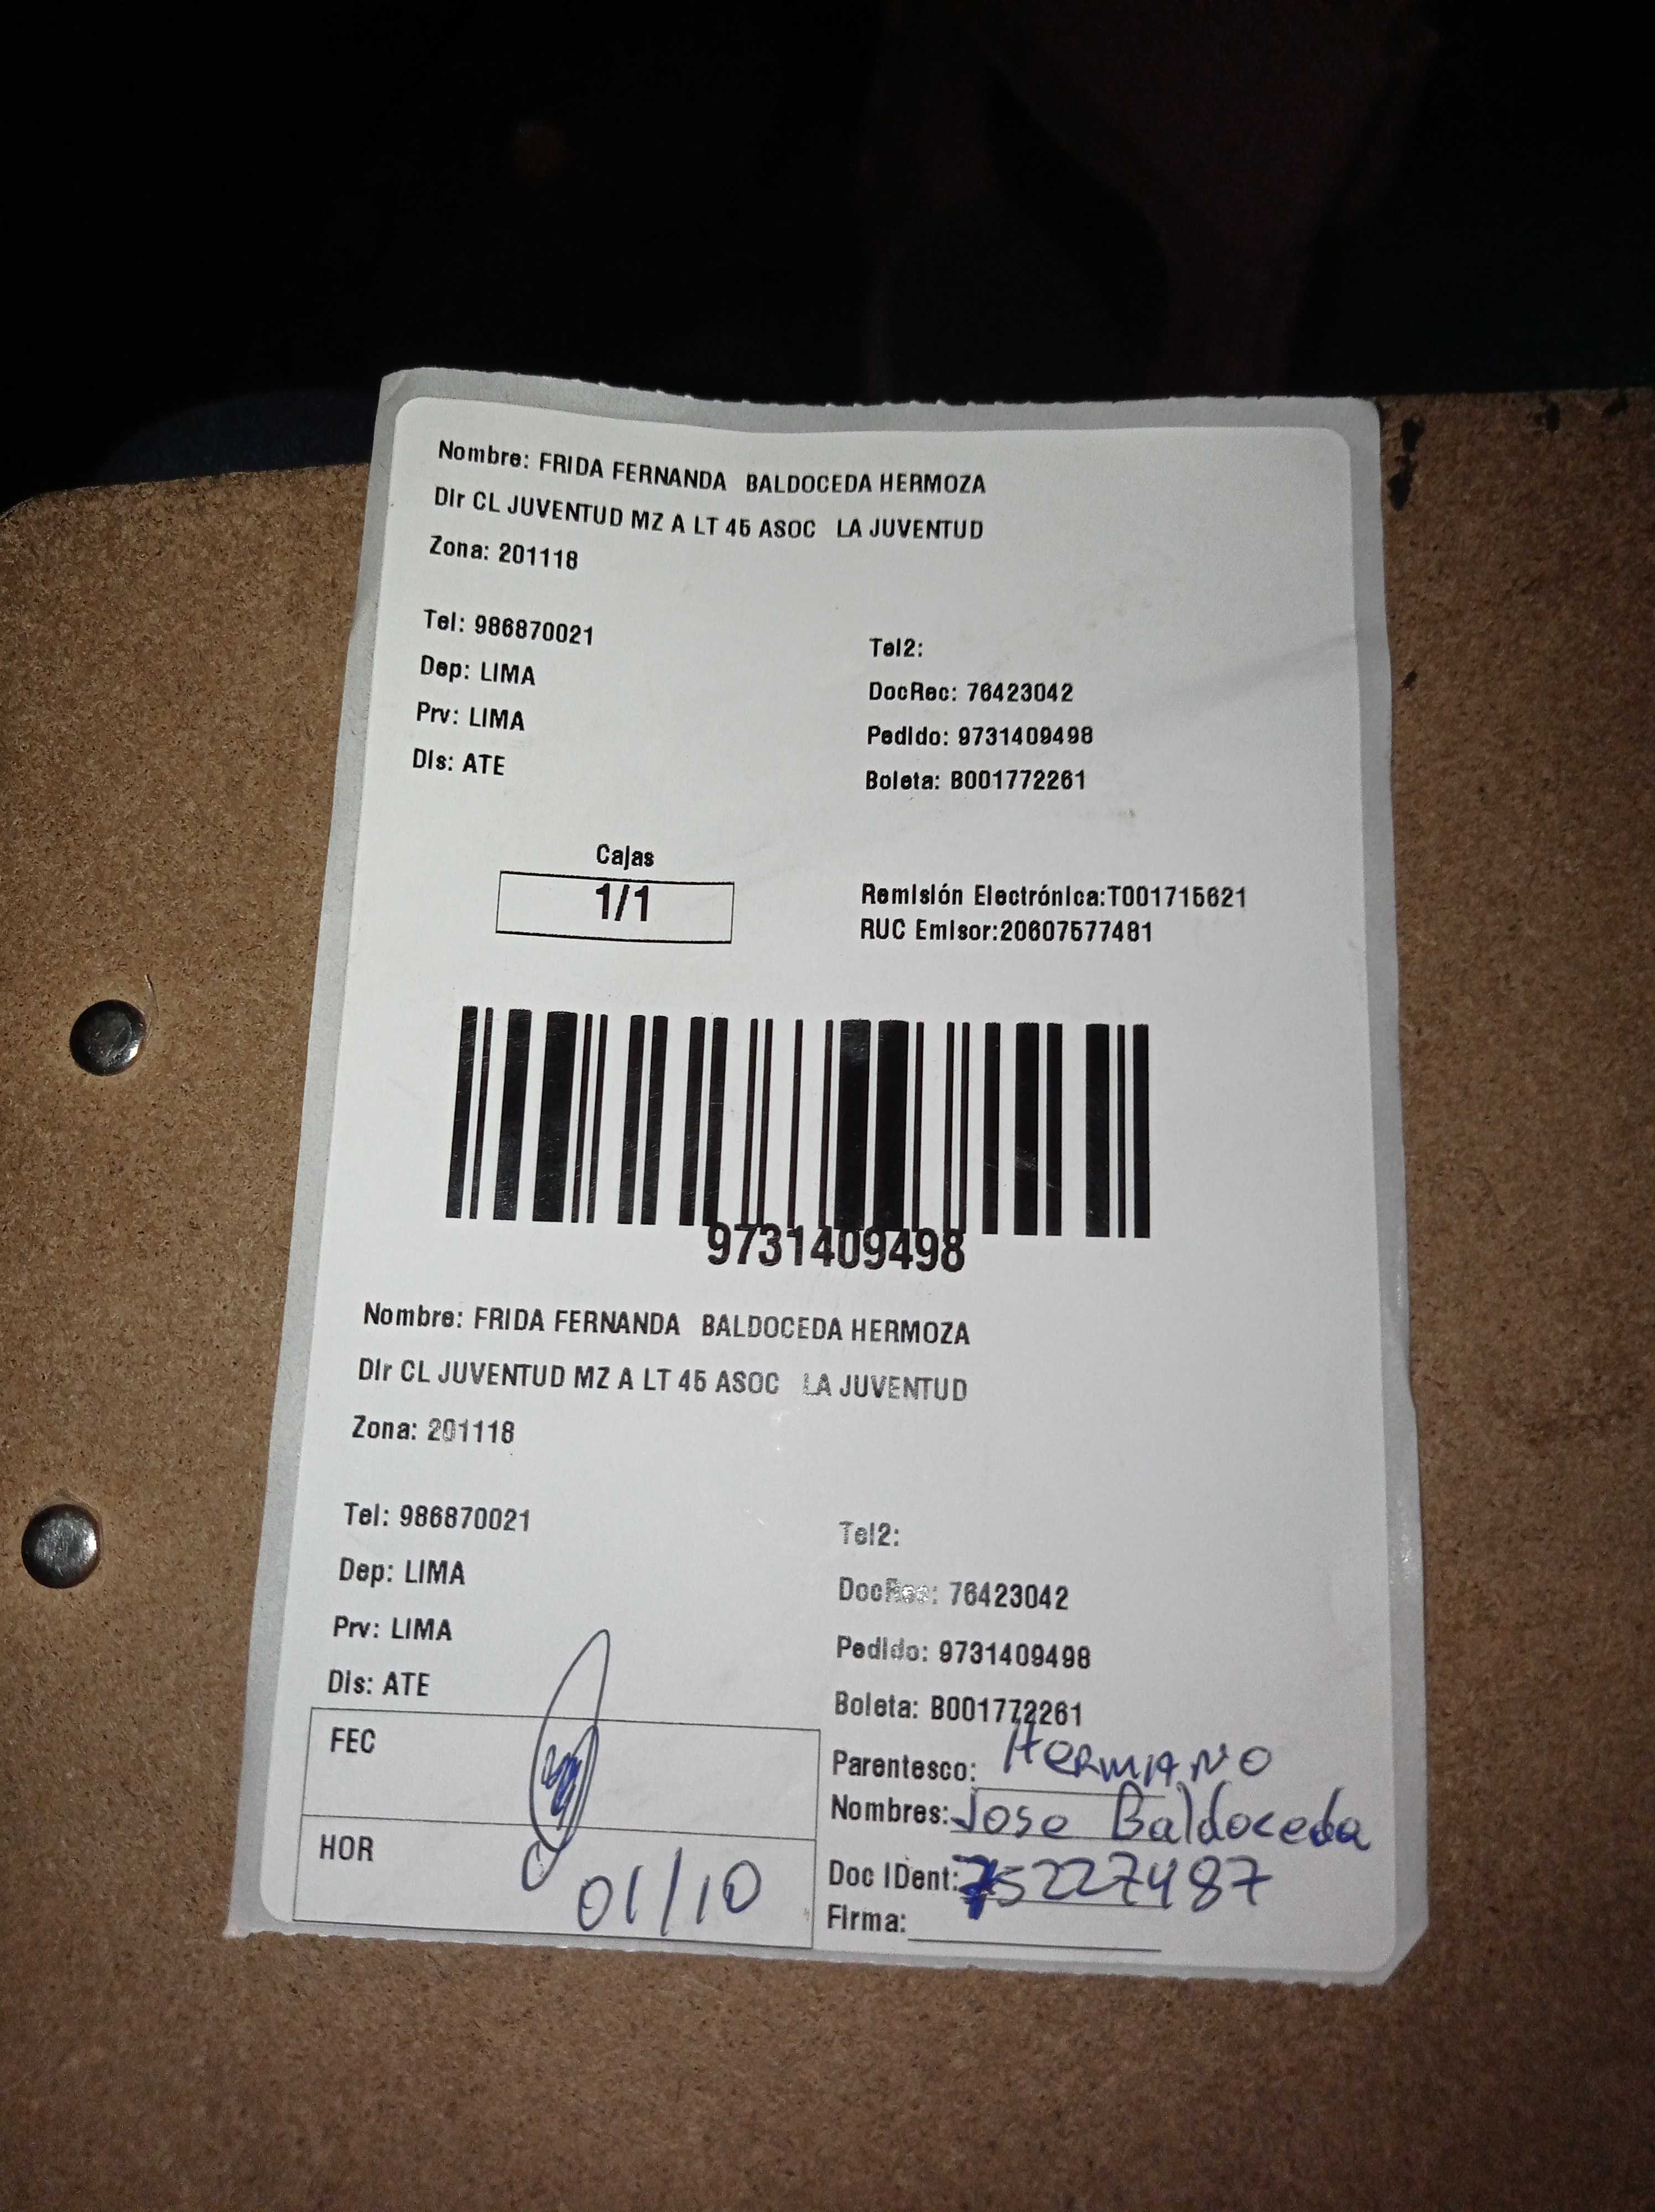 Nombre: FRIDA FERNANDA BALDOCEDA HERMOZA
Dir CL JUVENTUD MZ A LT 45 ASOC LA JUVENTUD
Zona: 201118
Tel: 986870021
Tel2:
Dep: LIMA
DocRec: 76423042
Prv: LIMA
Pedido: 9731409498
Dis: ATE
Boleta: B001772261
Cajas
1/1
Remisión Electrónica:T001715621
RUC Emisor:20607577481
9731409498
Nombre: FRIDA FERNANDA BALDOCEDA HERMOZA
Dir CL JUVENTUD MZ A LT 45 ASOC LA JUVENTUD
Zona: 201118
Tel: 986870021
Tel2:
Dep: LIMA
DocRec: 76423042
Prv: LIMA
Pedido: 9731409498
Dis: ATE
Boleta: B001772261
FEC
Parentesco: HERMANO
Nombres: Jose Baldoceda
HOR
01/10
Doc IDent: 75227487
Firma: